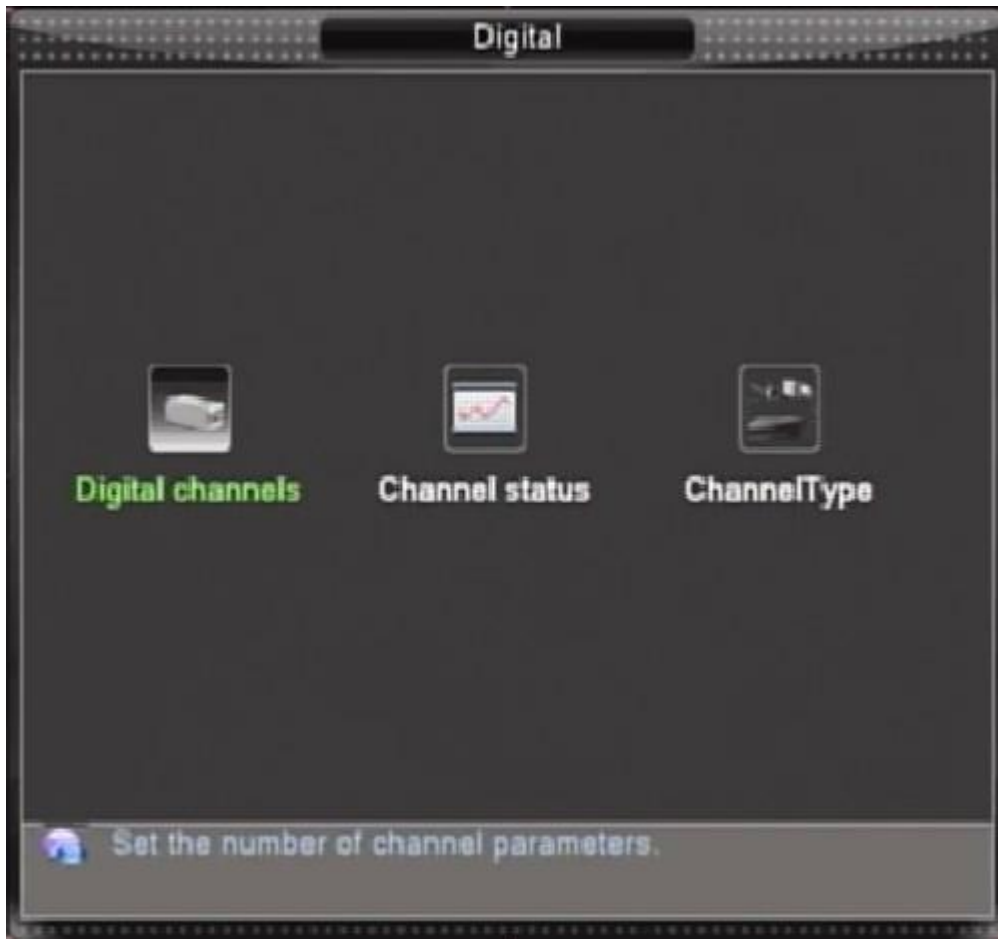 Digital
Digital channels
Channel status
ChannelType
Set the number of channel parameters.